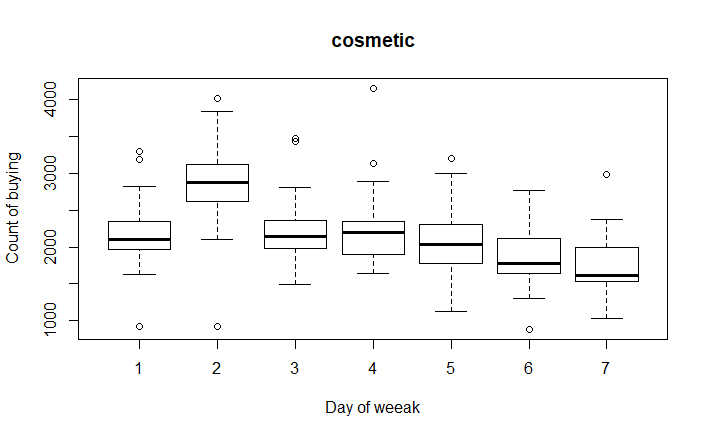 cosmetic
Count of buying
4000
3000
2000
1000
1 2 3 4 5 6 7
Day of weeak